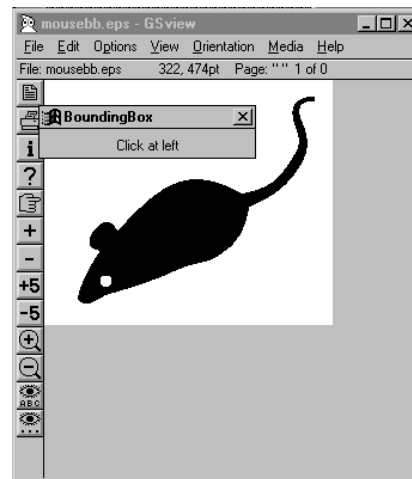 mousebb.eps - GSview
File Edit Options View Orientation Media Help
File: mousebb.eps 322, 474pt Page: " " 1 of 0
BoundingBox
Click at left
i
?
+
-
+5
-5
+
-
ABC